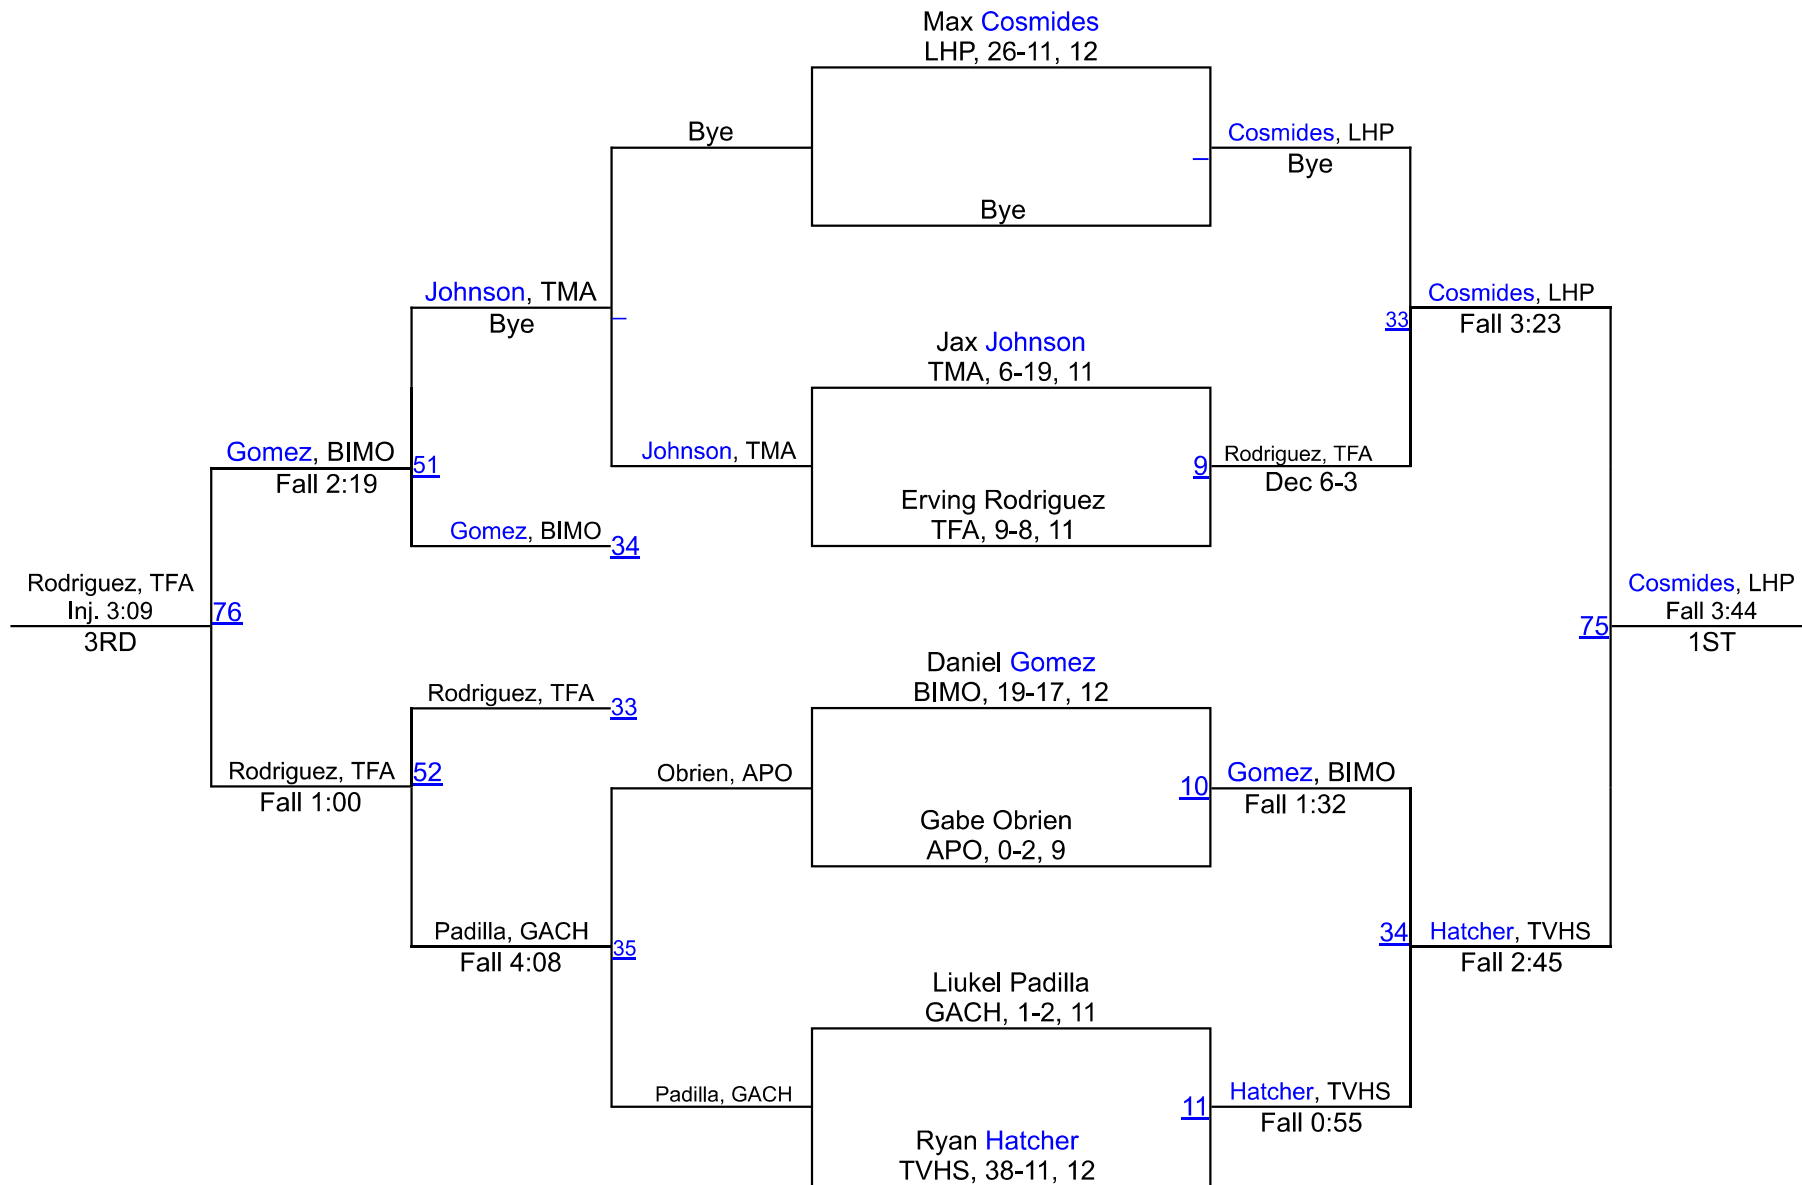 Max Cosmides
LHP, 26-11, 12
Bye
Cosmides, LHP
Bye
Bye
Johnson, TMA
Bye
Cosmides, LHP
Fall 3:23
33
Jax Johnson
TMA, 6-19, 11
Gomez, BIMO
Fall 2:19
51
Johnson, TMA
9
Rodriguez, TFA
Dec 6-3
Erving Rodriguez
TFA, 9-8, 11
Gomez, BIMO
34
Rodriguez, TFA
Inj. 3:09
3RD
76
75
Cosmides, LHP
Fall 3:44
1ST
Daniel Gomez
BIMO, 19-17, 12
Rodriguez, TFA
33
Rodriguez, TFA
Fall 1:00
52
Obrien, APO
10
Gomez, BIMO
Fall 1:32
Gabe Obrien
APO, 0-2, 9
Padilla, GACH
Fall 4:08
35
34
Hatcher, TVHS
Fall 2:45
Liukel Padilla
GACH, 1-2, 11
Padilla, GACH
11
Hatcher, TVHS
Fall 0:55
Ryan Hatcher
TVHS, 38-11, 12